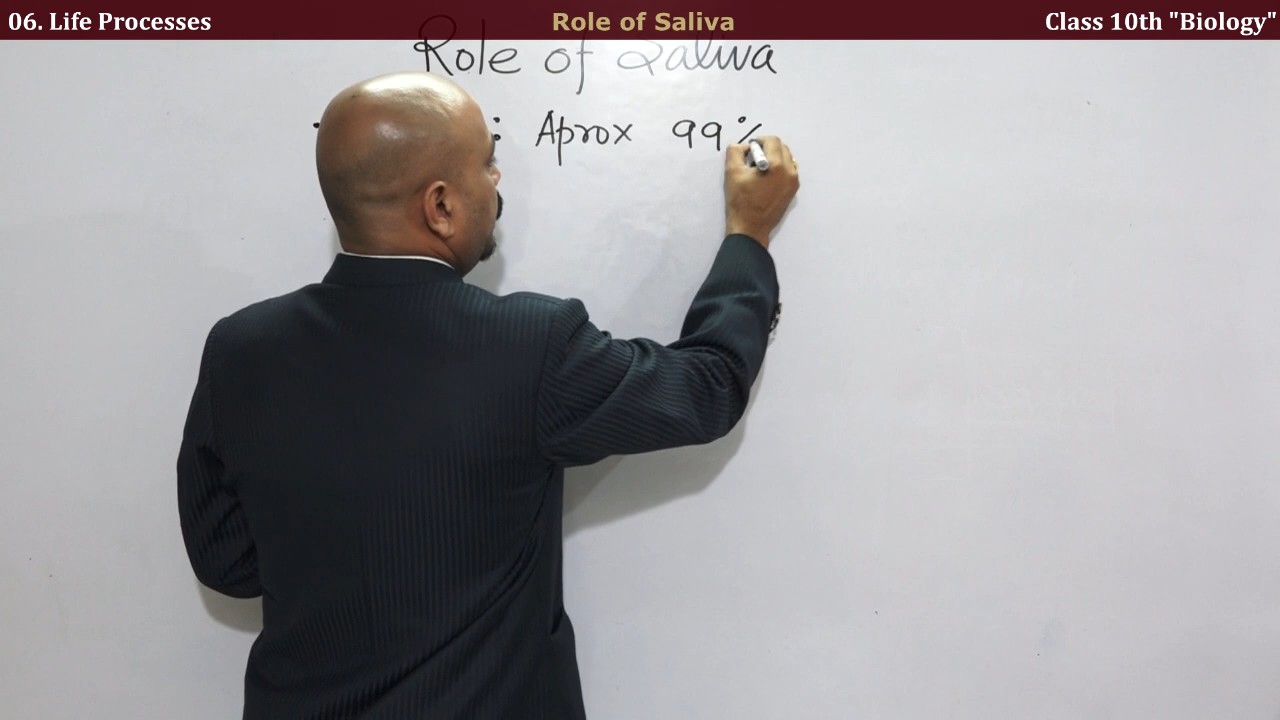 06. Life Processes Role of Saliva Class 10th "Biology"
Role of Saliva
: Aprox 99%